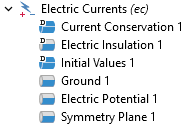 Electric Currents (ec)
D Current Conservation 1
D Electric Insulation 1
D Initial Values 1
Ground 1
Electric Potential 1
Symmetry Plane 1